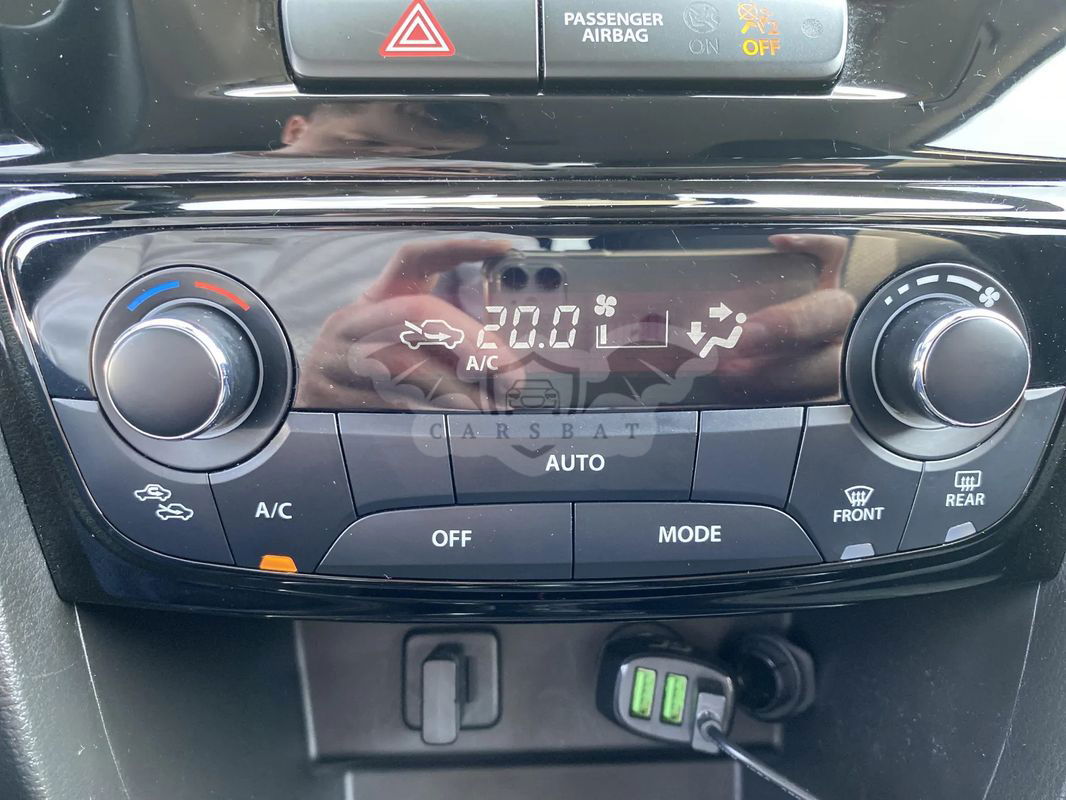 PASSENGER
AIRBAG
ON
OFF
20.0
A/C
CARSBAT
AUTO
A/C
OFF
MODE
FRONT
REAR